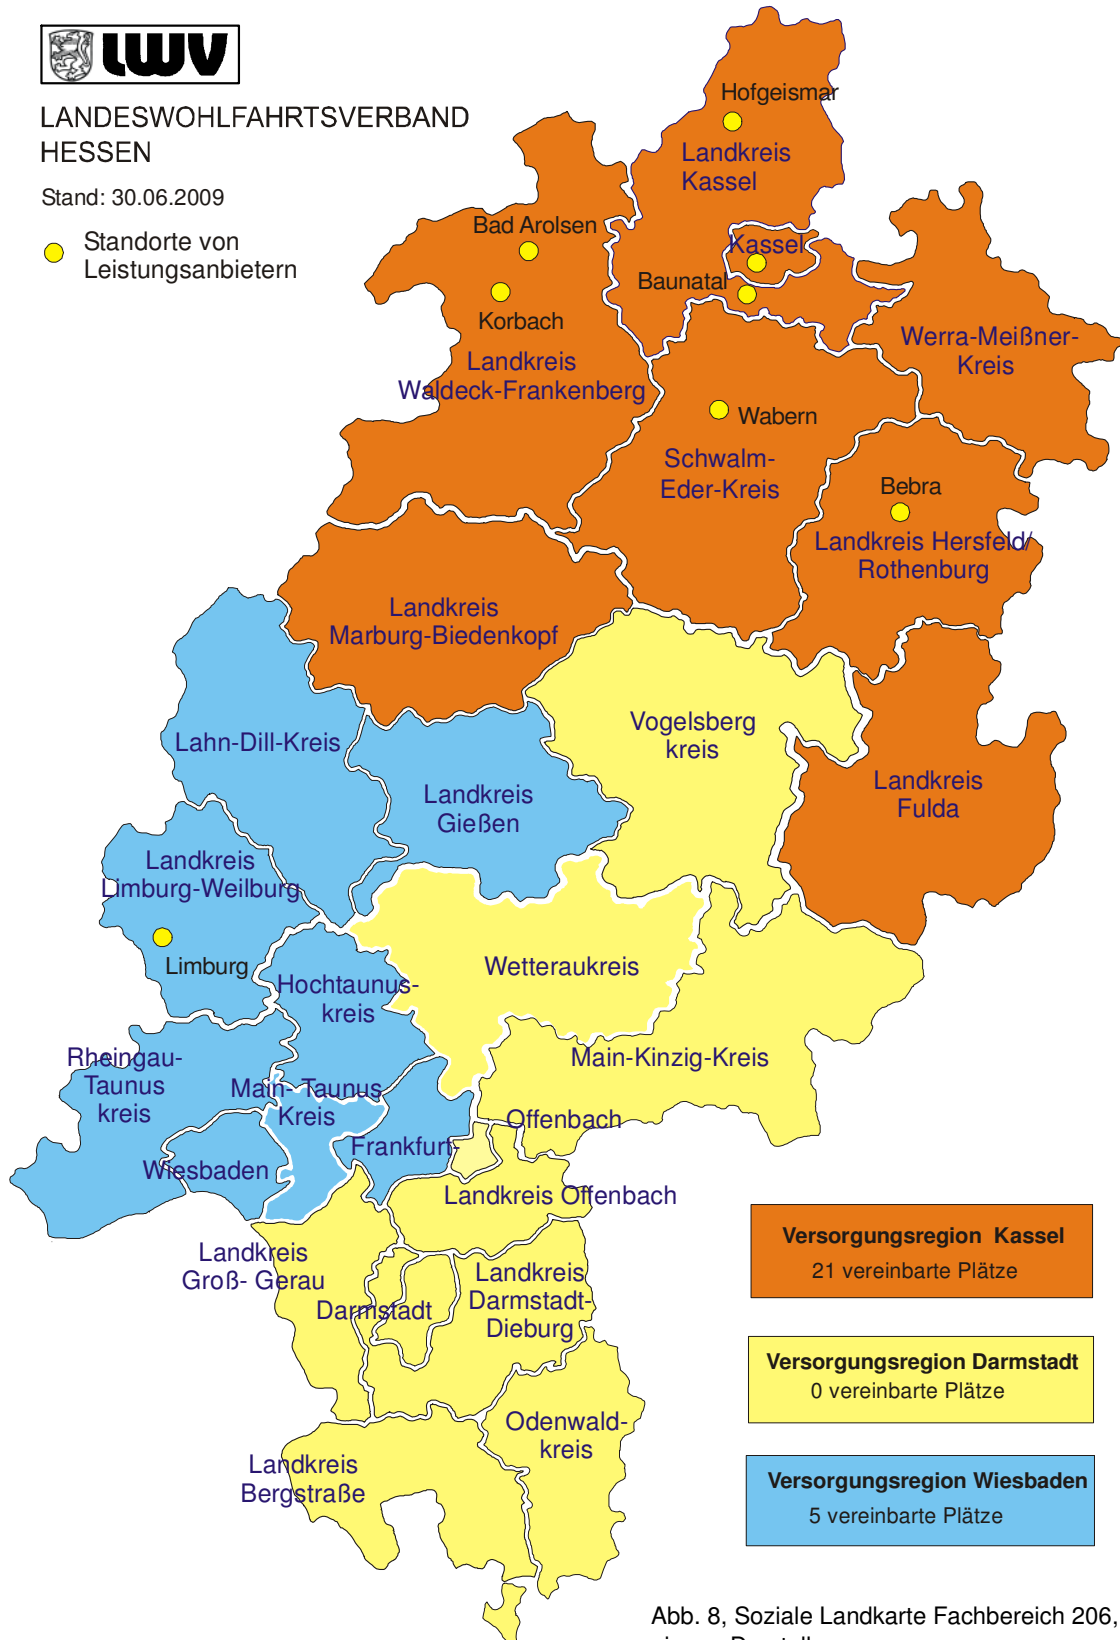 LWV
LANDESWOHLFAHRTSVERBAND
HESSEN
Stand: 30.06.2009
Standorte von
Leistungsanbietern
Hofgeismar
Landkreis
Kassel
Bad Arolsen
Kassel
Baunatal
Korbach
Landkreis
Waldeck-Frankenberg
Werra-Meißner-
Kreis
Wabern
Schwalm-
Eder-Kreis
Bebra
Landkreis Hersfeld/
Rothenburg
Landkreis
Marburg-Biedenkopf
Vogelsberg
kreis
Lahn-Dill-Kreis
Landkreis
Gießen
Landkreis
Fulda
Landkreis
Limburg-Weilburg
Limburg
Wetteraukreis
Hochtaunus-
kreis
Rheingau-
Taunus
kreis
Main- Taunus
Kreis
Main-Kinzig-Kreis
Offenbach
Frankfurt-
Wiesbaden
Landkreis Offenbach
Landkreis
Groß- Gerau
Darmstadt
Landkreis
Darmstadt-
Dieburg
Odenwald-
kreis
Landkreis
Bergstraße
Versorgungsregion Kassel
21 vereinbarte Plätze
Versorgungsregion Darmstadt
0 vereinbarte Plätze
Versorgungsregion Wiesbaden
5 vereinbarte Plätze
Abb. 8, Soziale Landkarte Fachbereich 206,